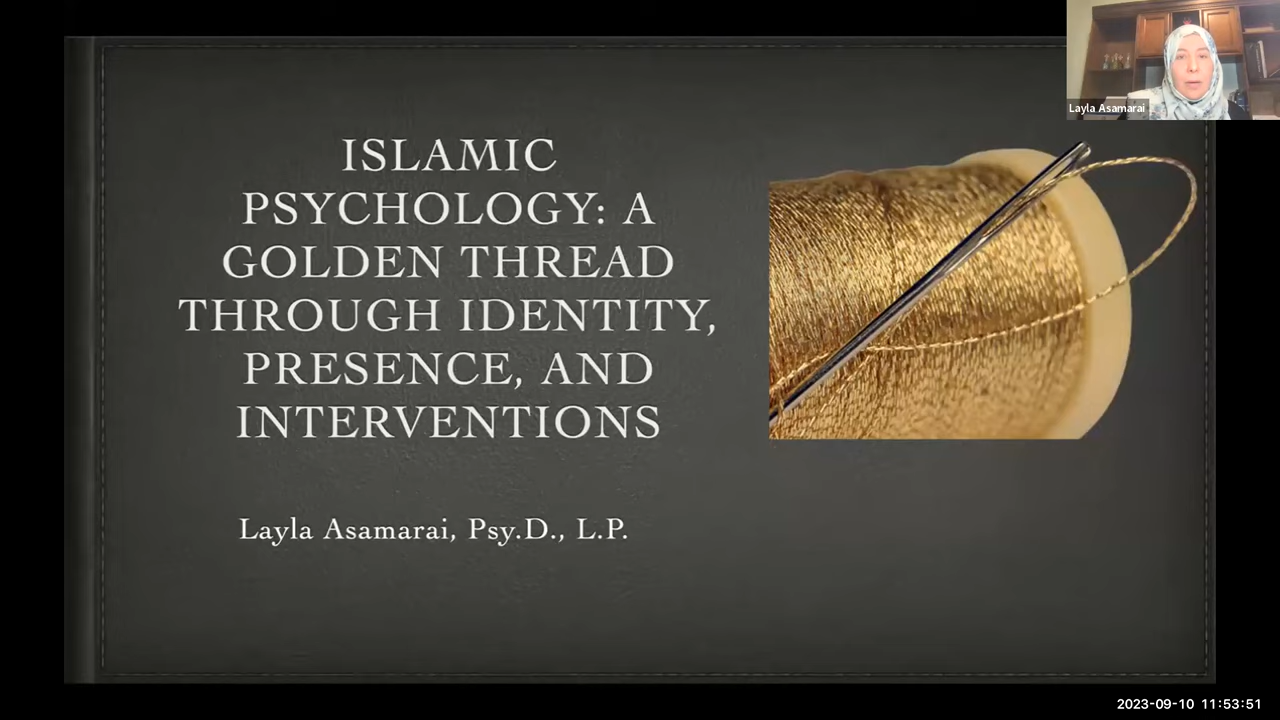 Layla Asamarai
ISLAMIC
PSYCHOLOGY: A
GOLDEN THREAD
THROUGH IDENTITY,
PRESENCE, AND
INTERVENTIONS
Layla Asamarai, Psy.D., L.P.
2023-09-10 11:53:51